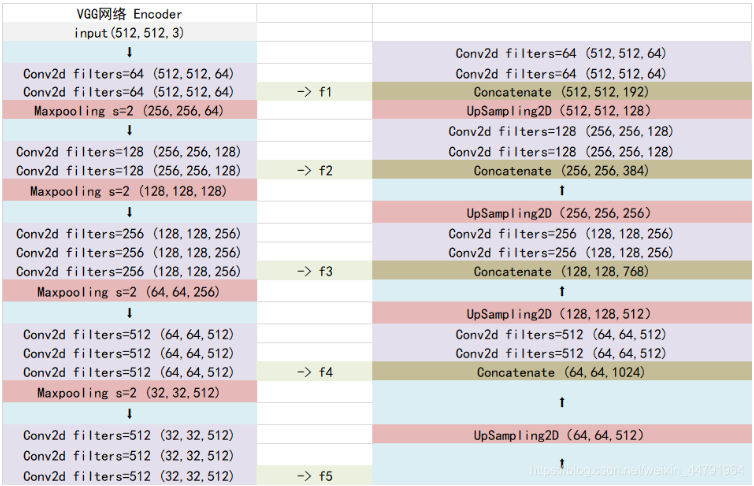 VGG网络 Encoder
input(512,512,3)
⬇
Conv2d filters=64 (512,512,64)
Conv2d filters=64 (512,512,64)
-> f1
Maxpooling s=2 (256,256,64)
⬇
Conv2d filters=128 (256,256,128)
Conv2d filters=128 (256,256,128)
-> f2
Maxpooling s=2 (128,128,128)
⬇
Conv2d filters=256 (128,128,256)
Conv2d filters=256 (128,128,256)
Conv2d filters=256 (128,128,256)
-> f3
Maxpooling s=2 (64,64,256)
⬇
Conv2d filters=512 (64,64,512)
Conv2d filters=512 (64,64,512)
Conv2d filters=512 (64,64,512)
-> f4
Maxpooling s=2 (32,32,512)
⬇
Conv2d filters=512 (32,32,512)
Conv2d filters=512 (32,32,512)
Conv2d filters=512 (32,32,512)
-> f5
Conv2d filters=64 (512,512,64)
Conv2d filters=64 (512,512,64)
Concatenate (512,512,192)
UpSampling2D (512,512,128)
Conv2d filters=128 (256,256,128)
Conv2d filters=128 (256,256,128)
Concatenate (256,256,384)
⬆
UpSampling2D (256,256,256)
Conv2d filters=256 (128,128,256)
Conv2d filters=256 (128,128,256)
Concatenate (128,128,768)
⬆
UpSampling2D (128,128,512)
Conv2d filters=512 (64,64,512)
Conv2d filters=512 (64,64,512)
Concatenate (64,64,1024)
⬆
UpSampling2D (64,64,512)
⬆
https://blog.csdn.net/weixin_44791964